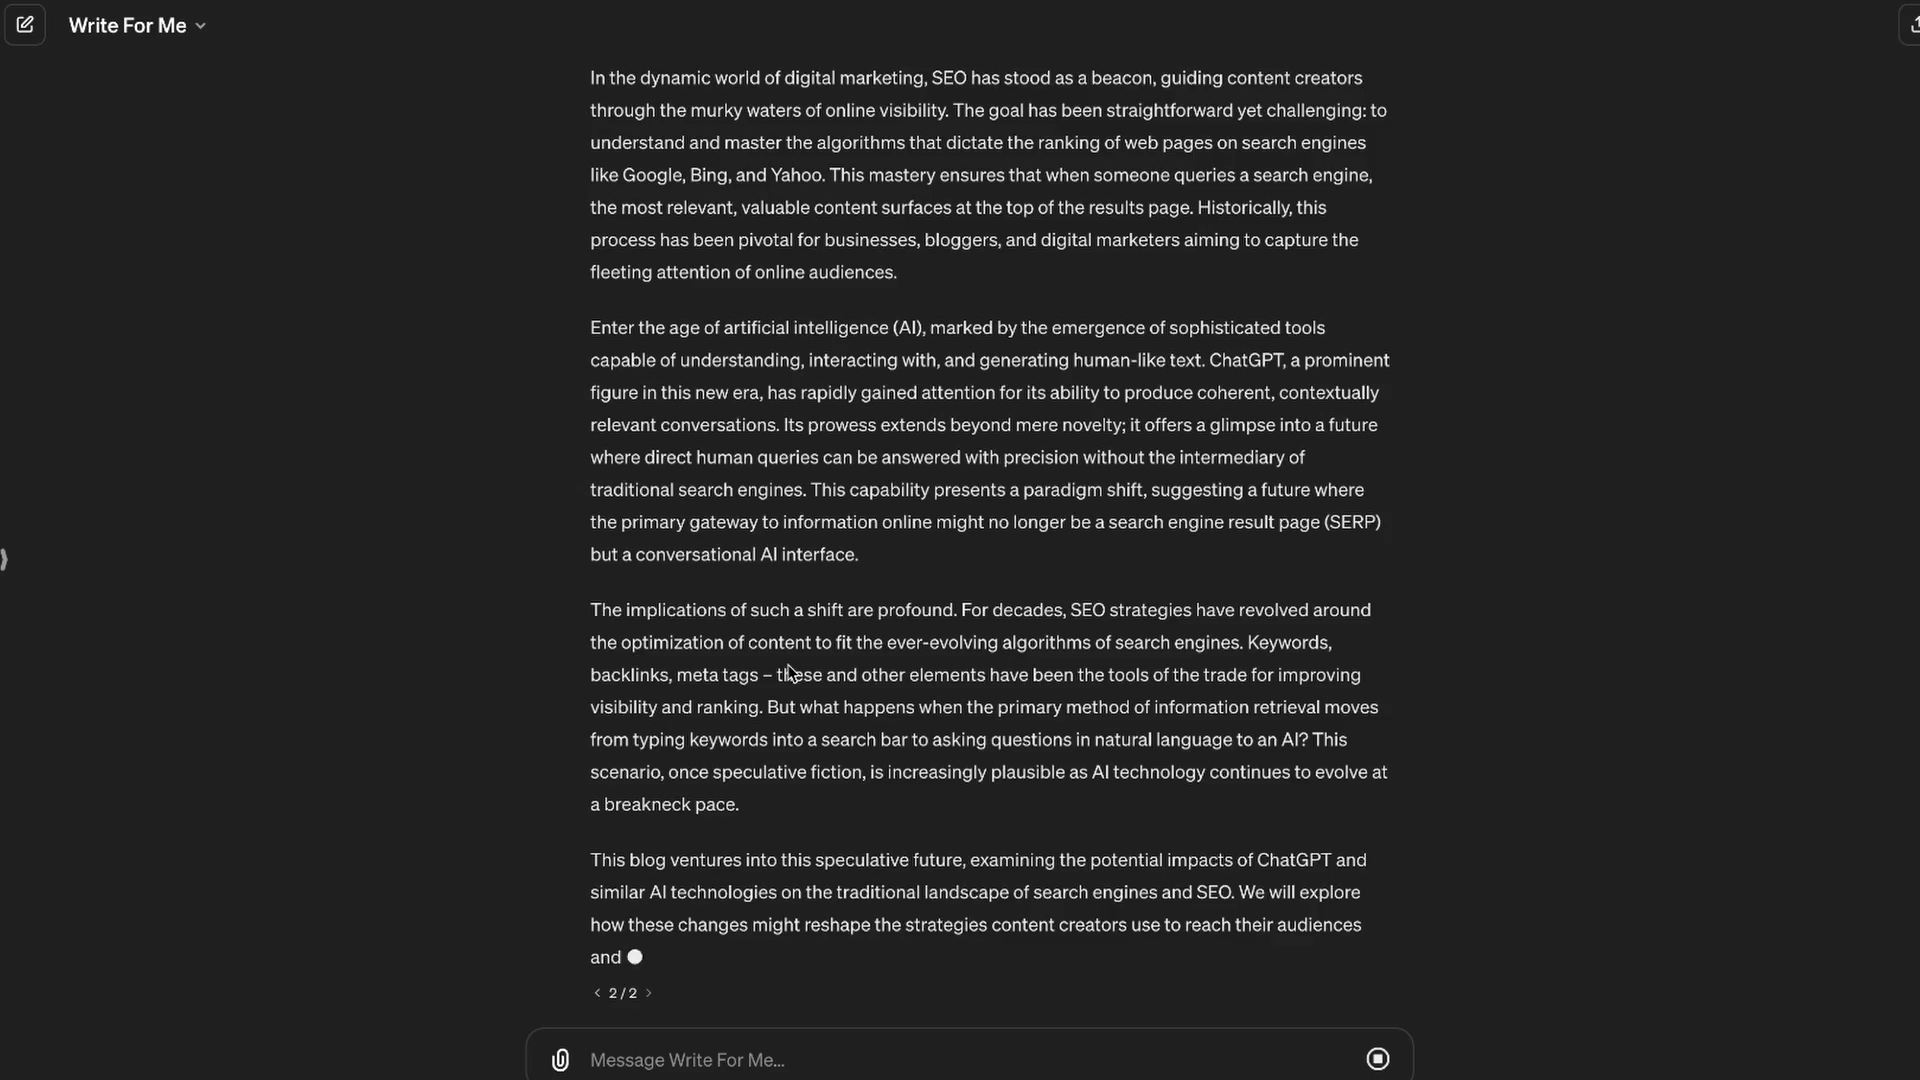 Write For Me
In the dynamic world of digital marketing, SEO has stood as a beacon, guiding content creators
through the murky waters of online visibility. The goal has been straightforward yet challenging: to
understand and master the algorithms that dictate the ranking of web pages on search engines
like Google, Bing, and Yahoo. This mastery ensures that when someone queries a search engine,
the most relevant, valuable content surfaces at the top of the results page. Historically, this
process has been pivotal for businesses, bloggers, and digital marketers aiming to capture the
fleeting attention of online audiences.
Enter the age of artificial intelligence (AI), marked by the emergence of sophisticated tools
capable of understanding, interacting with, and generating human-like text. ChatGPT, a prominent
figure in this new era, has rapidly gained attention for its ability to produce coherent, contextually
relevant conversations. Its prowess extends beyond mere novelty; it offers a glimpse into a future
where direct human queries can be answered with precision without the intermediary of
traditional search engines. This capability presents a paradigm shift, suggesting a future where
the primary gateway to information online might no longer be a search engine result page (SERP)
but a conversational AI interface.
The implications of such a shift are profound. For decades, SEO strategies have revolved around
the optimization of content to fit the ever-evolving algorithms of search engines. Keywords,
backlinks, meta tags – these and other elements have been the tools of the trade for improving
visibility and ranking. But what happens when the primary method of information retrieval moves
from typing keywords into a search bar to asking questions in natural language to an AI? This
scenario, once speculative fiction, is increasingly plausible as AI technology continues to evolve at
a breakneck pace.
This blog ventures into this speculative future, examining the potential impacts of ChatGPT and
similar AI technologies on the traditional landscape of search engines and SEO. We will explore
how these changes might reshape the strategies content creators use to reach their audiences
and
< 2 / 2 >
Message Write For Me...